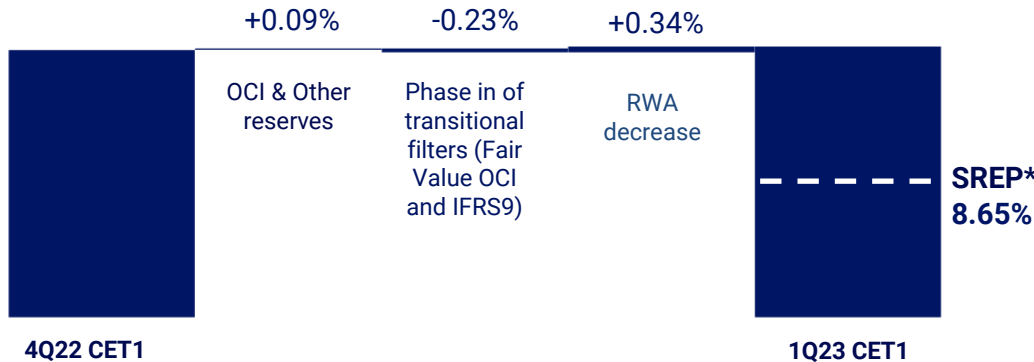 +0.09%
-0.23%
+0.34%
OCI & Other
reserves
Phase in of
transitional
filters (Fair
Value OCI
and IFRS9)
RWA
decrease
SREP*
8.65%
4Q22 CET1
1Q23 CET1